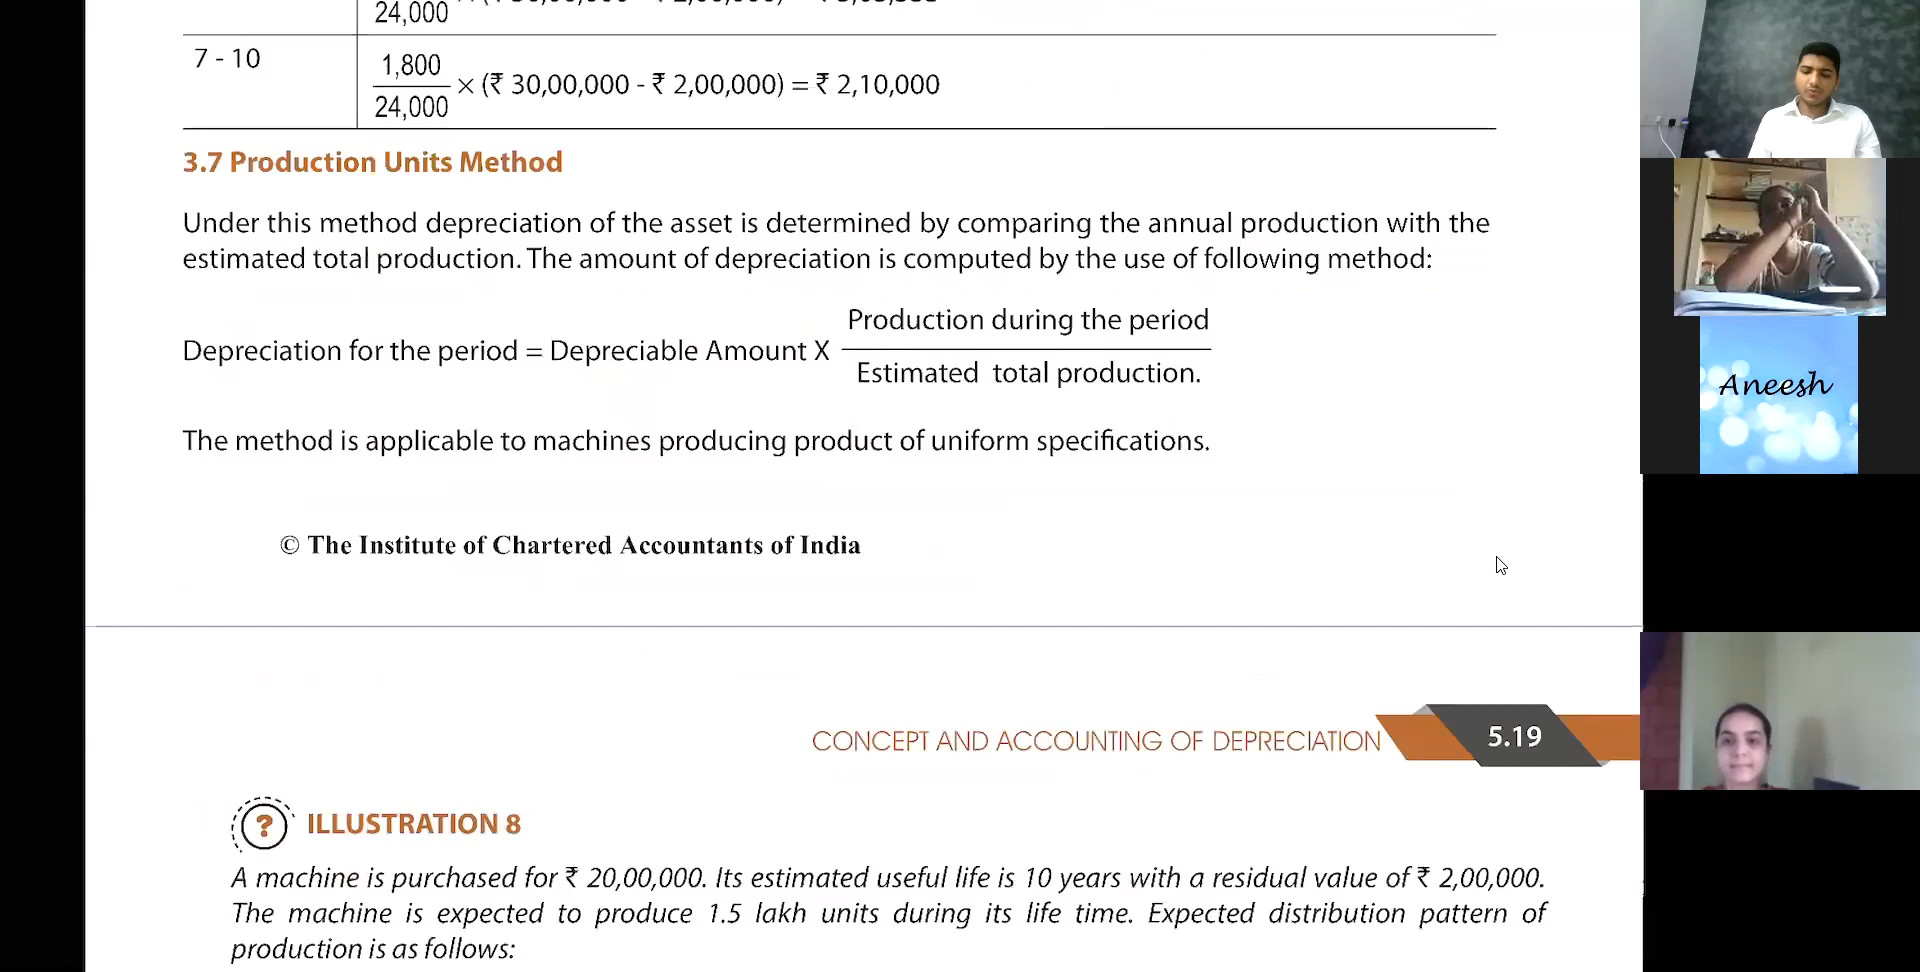 24,000
7 - 10
1,800
24,000 × (₹ 30,00,000 - ₹ 2,00,000) = ₹ 2,10,000
3.7 Production Units Method
Under this method depreciation of the asset is determined by comparing the annual production with the
estimated total production. The amount of depreciation is computed by the use of following method:
Production during the period
Depreciation for the period = Depreciable Amount X
Estimated total production.
The method is applicable to machines producing product of uniform specifications.
© The Institute of Chartered Accountants of India
CONCEPT AND ACCOUNTING OF DEPRECIATION 5.19
? ILLUSTRATION 8
A machine is purchased for ₹ 20,00,000. Its estimated useful life is 10 years with a residual value of ₹ 2,00,000.
The machine is expected to produce 1.5 lakh units during its life time. Expected distribution pattern of
production is as follows:
Aneesh